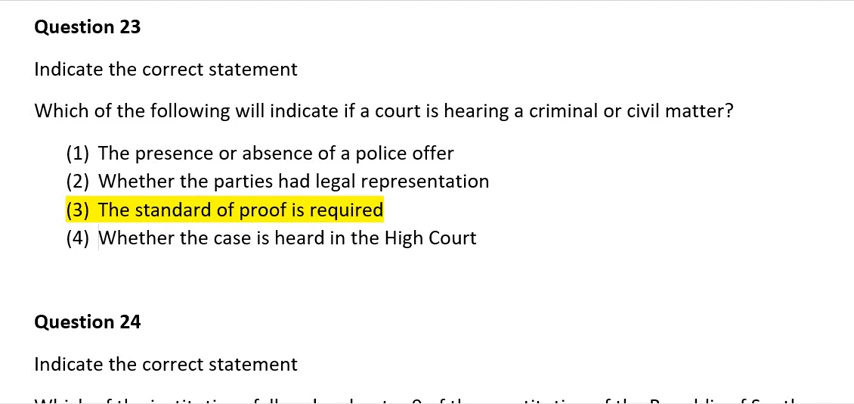 Question 23
Indicate the correct statement
Which of the following will indicate if a court is hearing a criminal or civil matter?
(1) The presence or absence of a police offer
(2) Whether the parties had legal representation
(3) The standard of proof is required
(4) Whether the case is heard in the High Court
Question 24
Indicate the correct statement